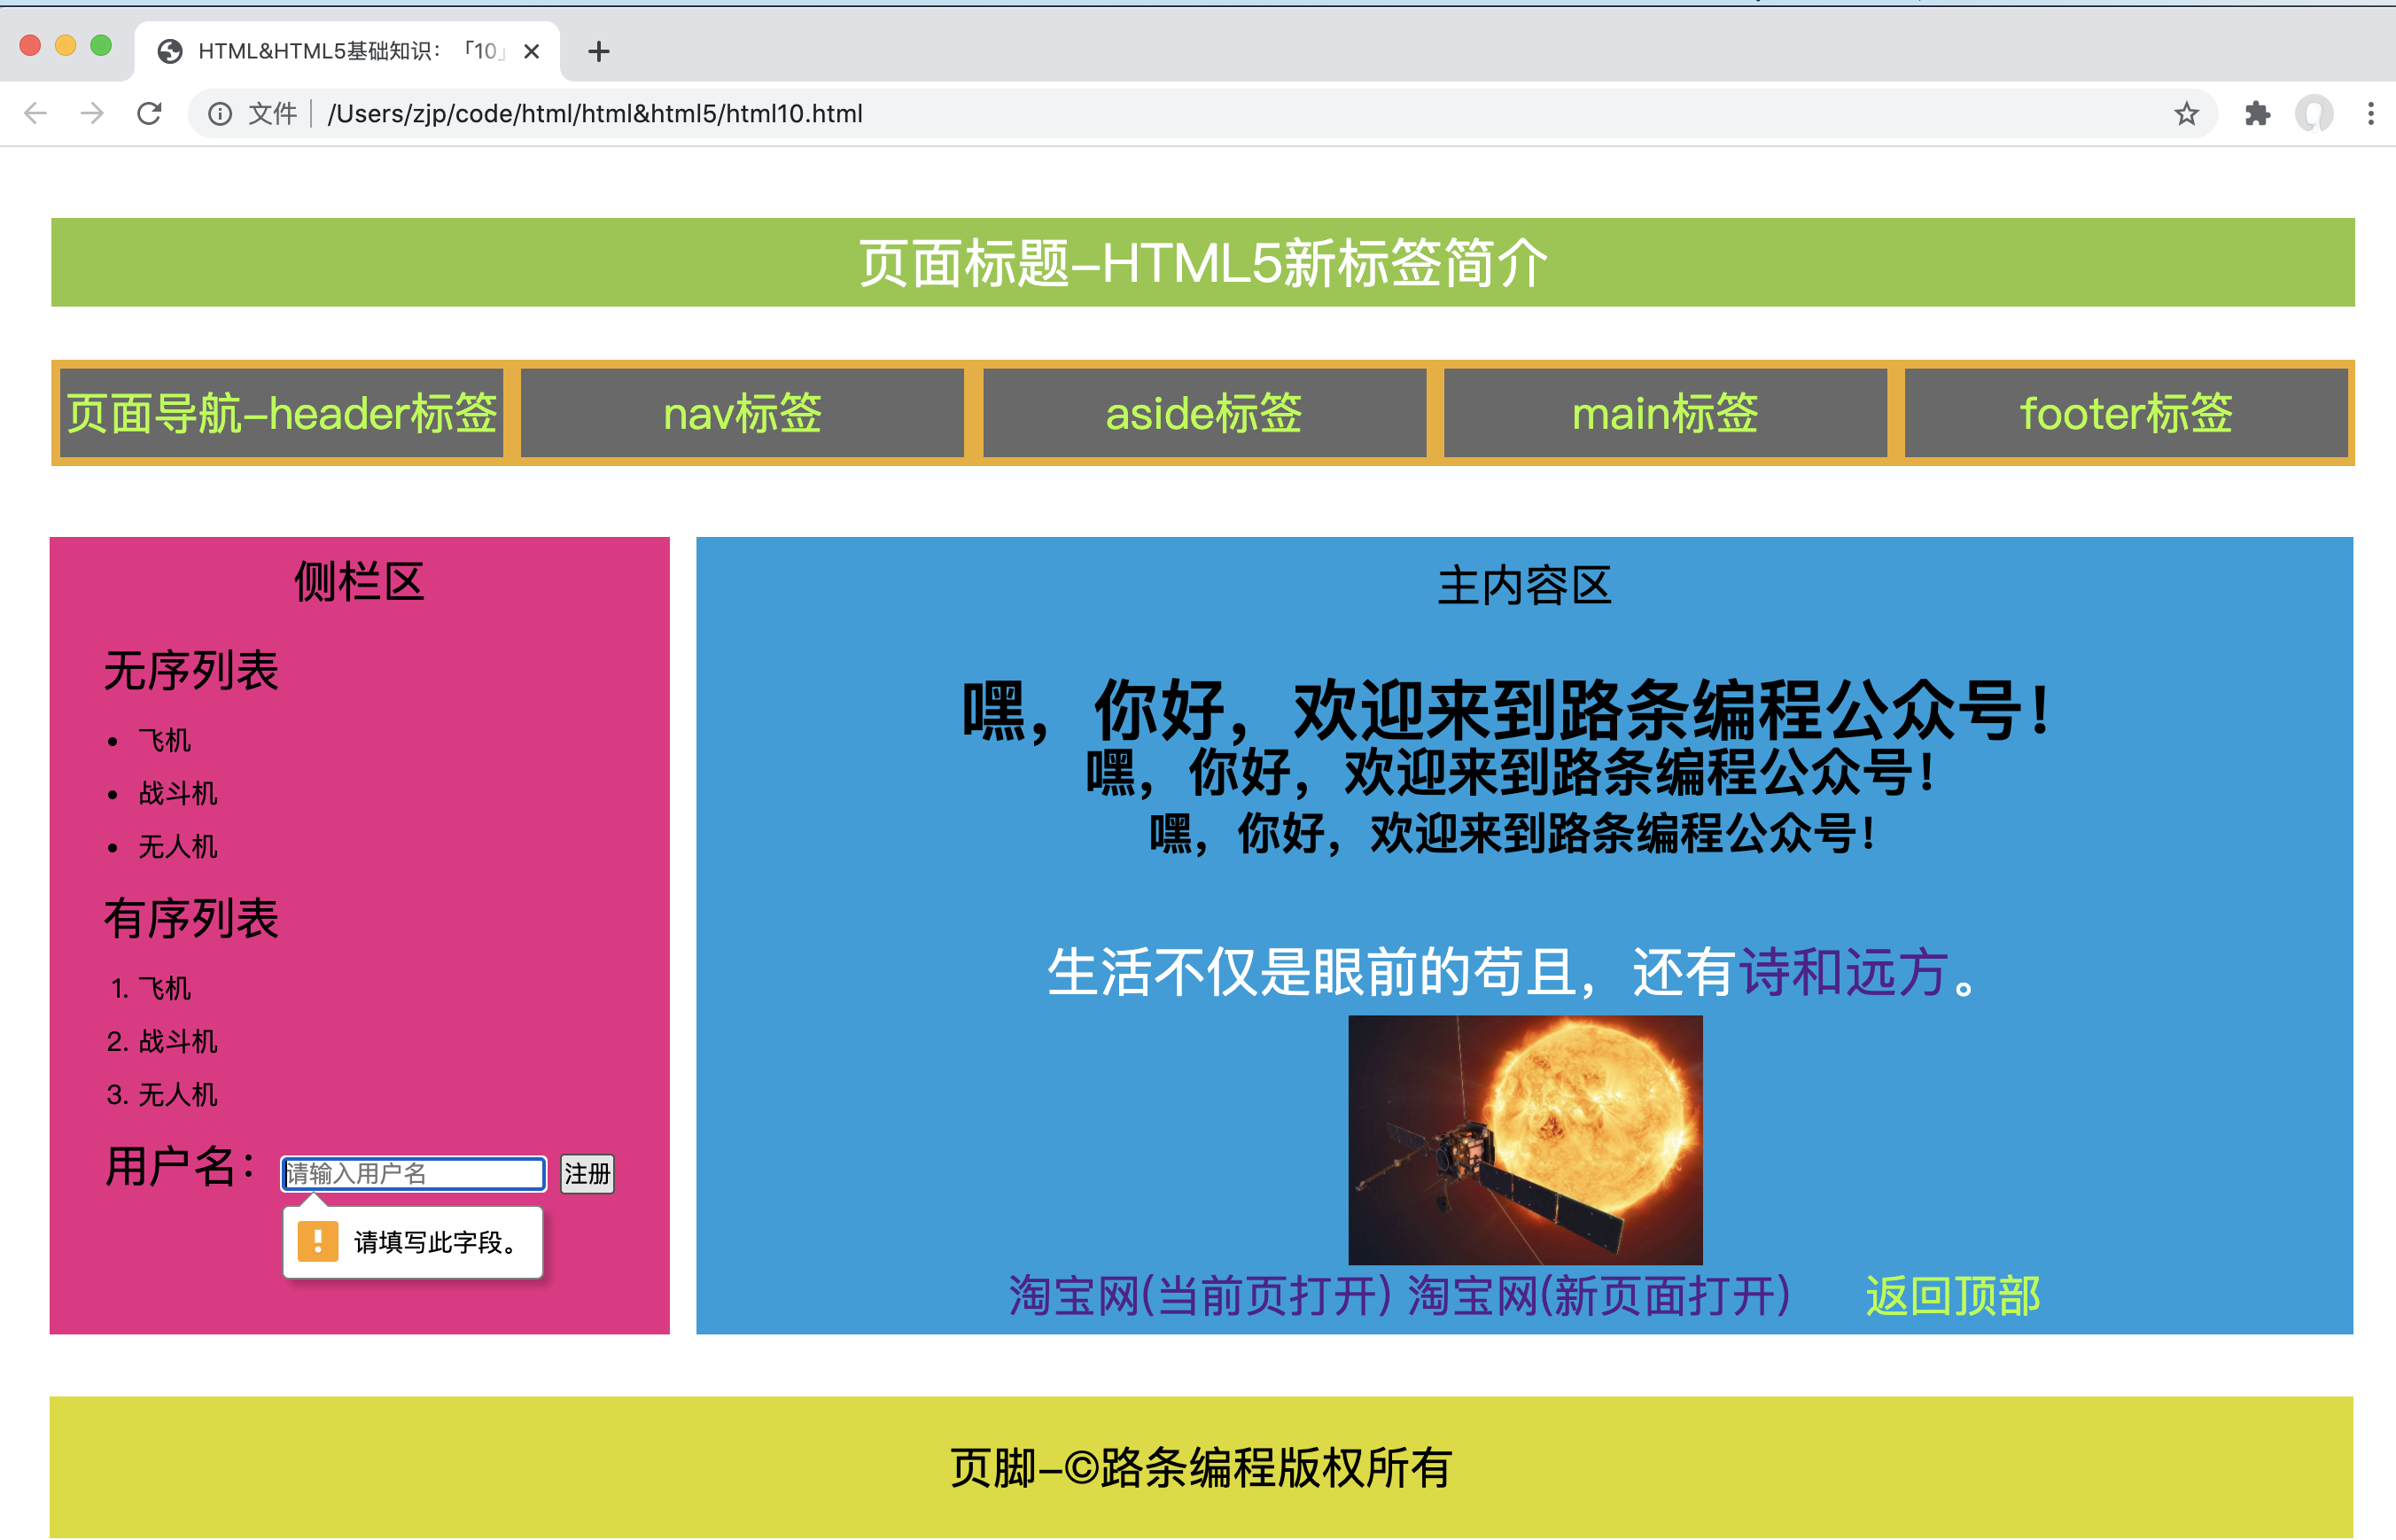 HTML&HTML5基础知识：「10」
文件 /Users/zjp/code/html/html&html5/html10.html
页面标题-HTML5新标签简介
页面导航-header标签 nav标签 aside标签 main标签 footer标签
侧栏区
无序列表
• 飞机
• 战斗机
• 无人机
有序列表
1. 飞机
2. 战斗机
3. 无人机
用户名： 请输入用户名 注册
请填写此字段。
主内容区
嘿，你好，欢迎来到路条编程公众号！
嘿，你好，欢迎来到路条编程公众号！
嘿，你好，欢迎来到路条编程公众号！
生活不仅是眼前的苟且，还有诗和远方。
淘宝网(当前页打开) 淘宝网(新页面打开) 返回顶部
页脚-©路条编程版权所有